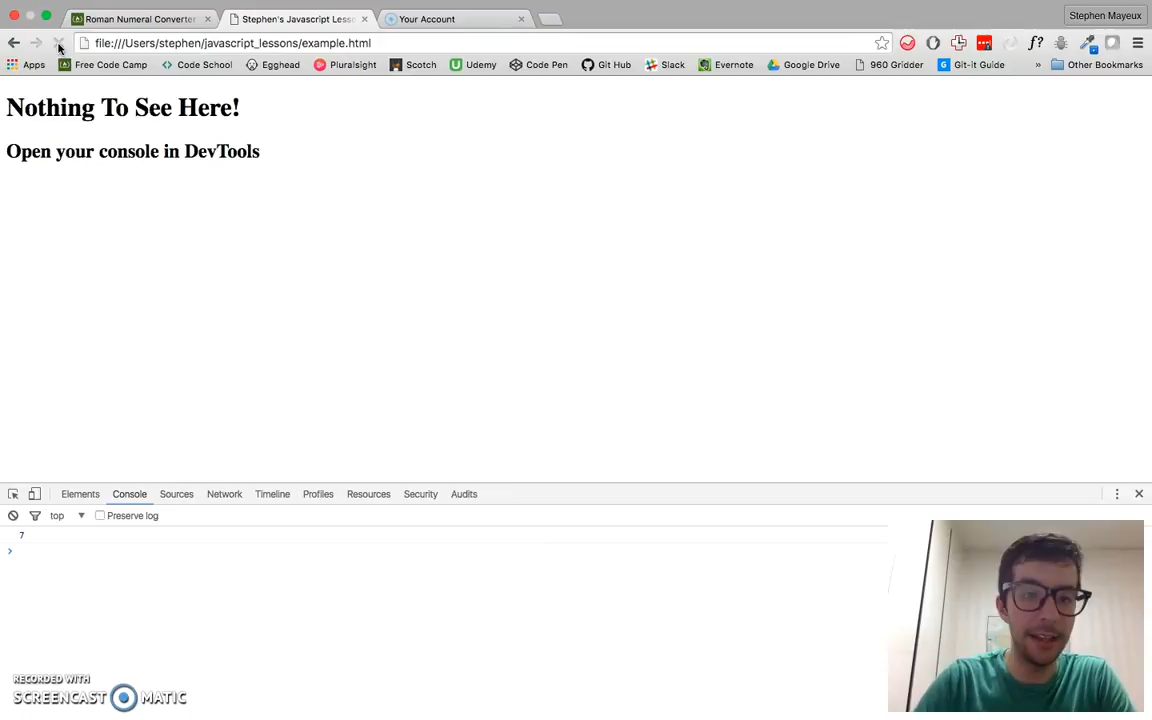 Roman Numeral Converter
Stephen's Javascript Lesso
Your Account
Stephen Mayeux
file:///Users/stephen/javascript_lessons/example.html
f?
Apps
Free Code Camp
Code School
Egghead
Pluralsight
Scotch
Udemy
Code Pen
Git Hub
Slack
Evernote
Google Drive
960 Gridder
G
Git-it Guide
»
Other Bookmarks
Nothing To See Here!
Open your console in DevTools
Elements
Console
Sources
Network
Timeline
Profiles
Resources
Security
Audits
top
Preserve log
7
RECORDED WITH
SCREENCAST MATIC